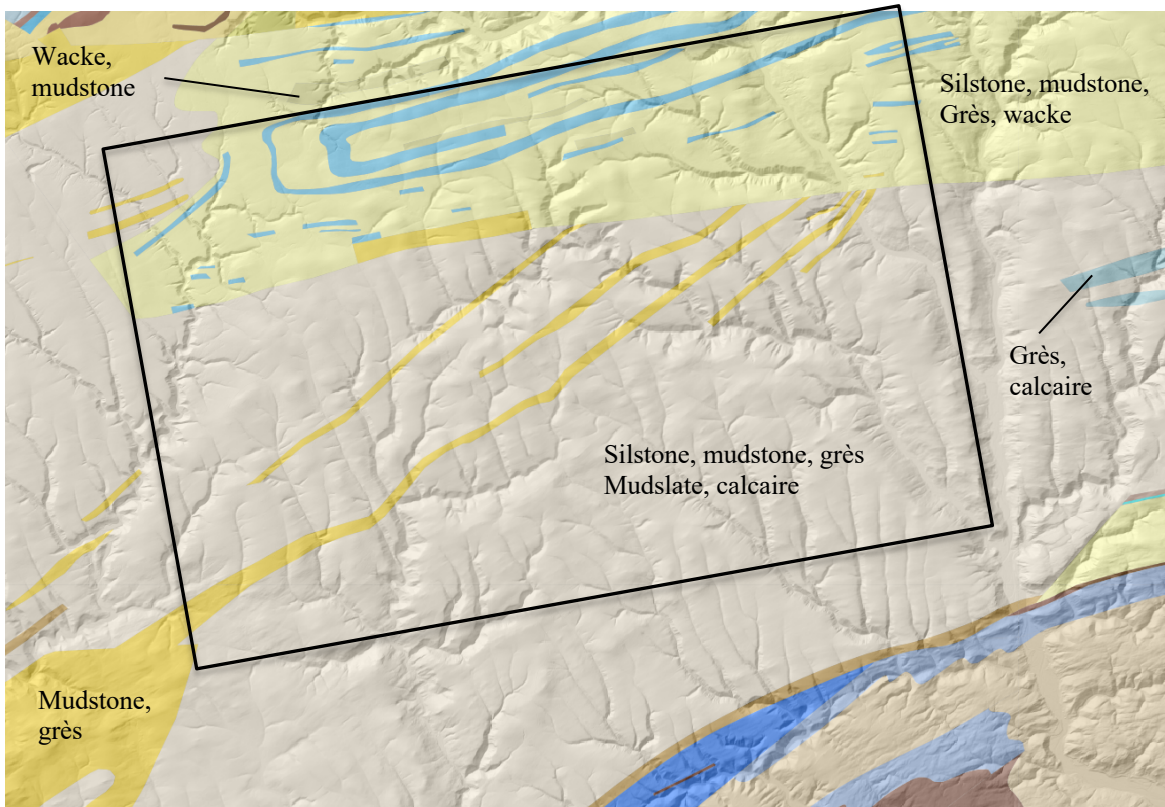 Wacke,
mudstone
Silstone, mudstone,
Grès, wacke
Grès,
calcaire
Silstone, mudstone, grès
Mudslate, calcaire
Mudstone,
grès